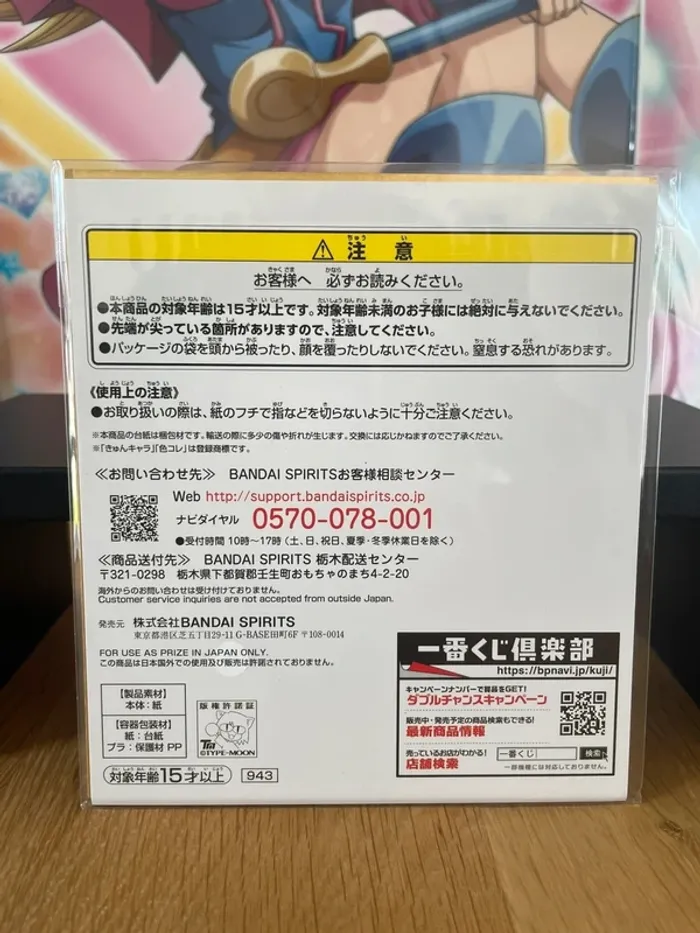 ⚠ 注意
お客様へ 必ずお読みください。
●本商品の対象年齢は15才以上です。対象年齢未満のお子様には絶対に与えないでください。
●先端が尖っている箇所がありますので、注意してください。
●パッケージの袋を頭から被ったり、顔を覆ったりしないでください。窒息する恐れがあります。
《使用上の注意》
●お取り扱いの際は、紙のフチで指などを切らないように十分ご注意ください。
※本商品の台紙は梱包材です。輸送の際に多少の傷や折れが生じます。交換には応じかねますのでご了承ください。
※「きゅんキャラ」「色コレ」は登録商標です。
≪お問い合わせ先≫ BANDAI SPIRITSお客様相談センター
Web http://support.bandaispirits.co.jp
ナビダイヤル 0570-078-001
●受付時間 10時〜17時(土、日、祝日、夏季・冬季休業日を除く)
≪商品送付先≫ BANDAI SPIRITS 栃木配送センター
〒321-0298 栃木県下都賀郡壬生町おもちゃのまち4-2-20
海外からのお問い合わせは受け付けておりません。
Customer service inquiries are not accepted from outside Japan.
発売元 株式会社BANDAI SPIRITS
東京都港区芝五丁目29-11 G-BASE田町6F 〒108-0014
FOR USE AS PRIZE IN JAPAN ONLY.
この商品は日本国外での使用及び販売は許諾されておりません。
【製品素材】
本体:紙
【容器包装材】
紙:台紙
プラ:保護材 PP
版権許諾証
TM
©TYPE-MOON
対象年齢15才以上
943
一番くじ倶楽部
https://bpnavi.jp/kuji/
キャンペーンナンバーで賞品をGET!
ダブルチャンスキャンペーン
販売中・発売予定の商品検索もできる!
最新商品情報
売っているお店がわかる!
店舗検索
一番くじ 検索
一部機種には対応しておりません。